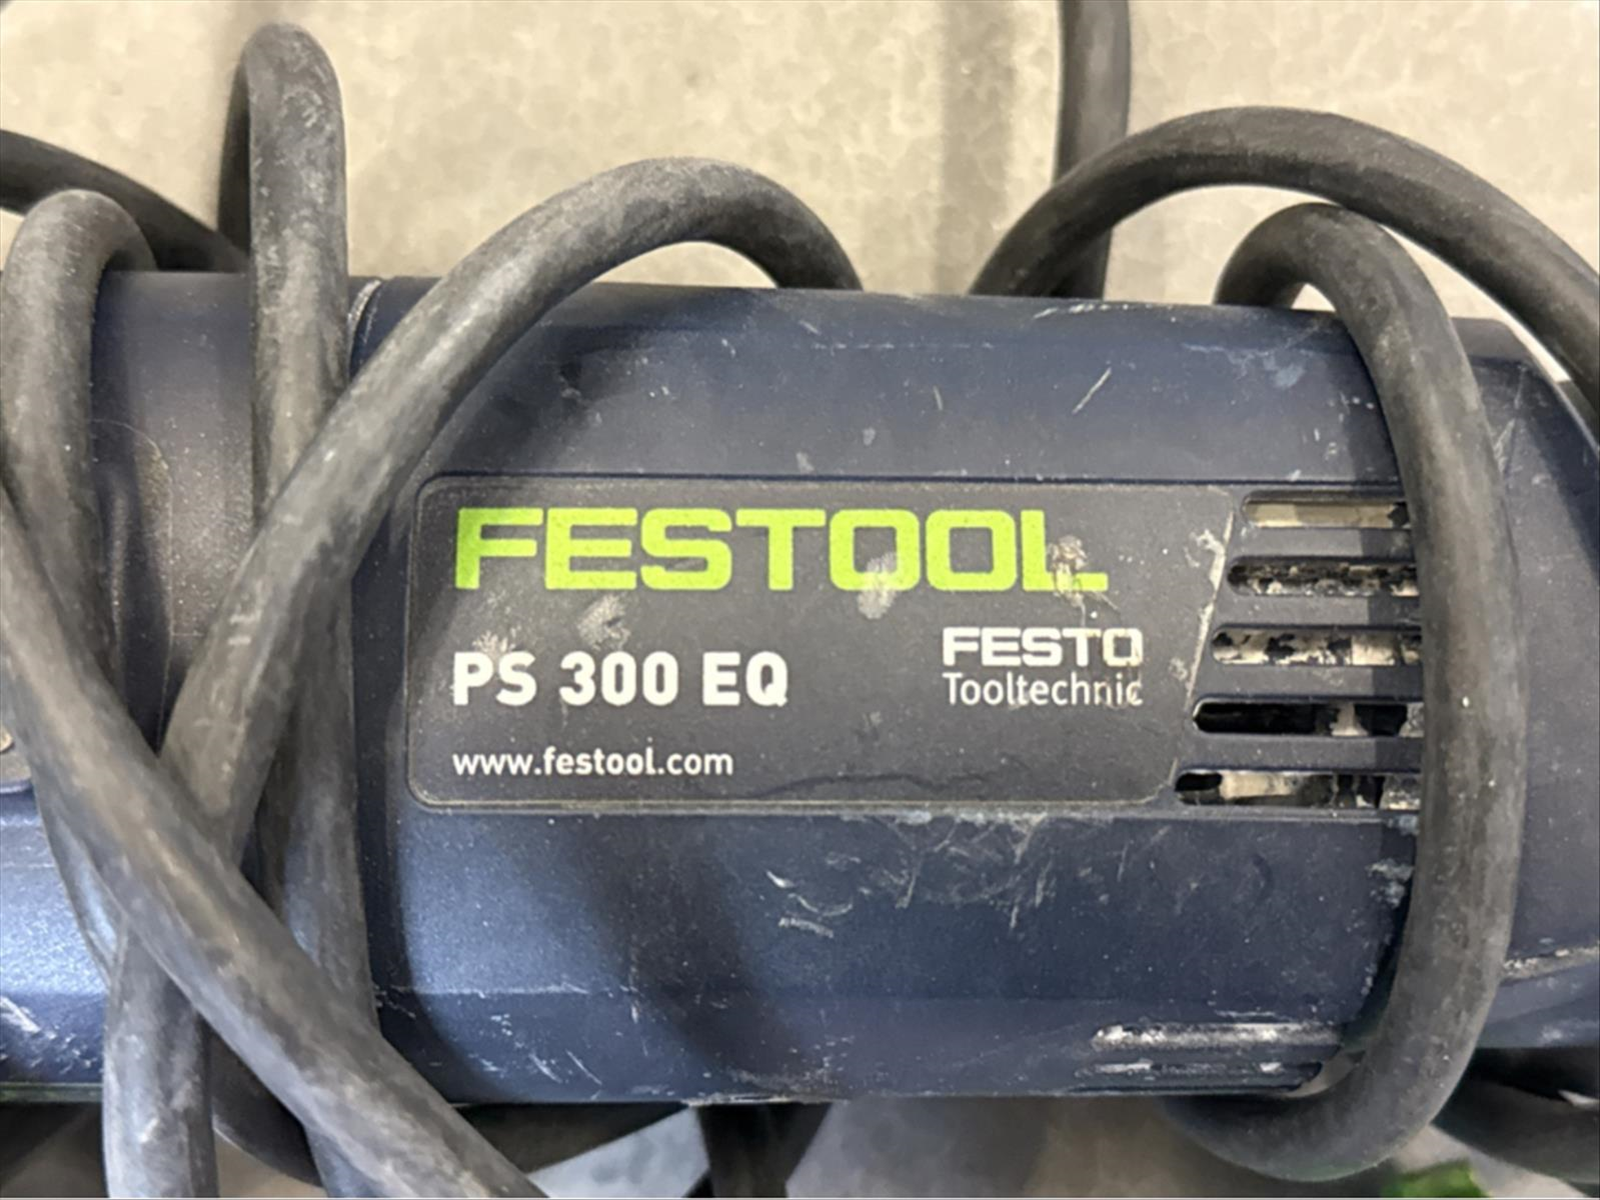 FESTOOL
PS 300 EQ
FESTO
Tooltechnic
www.festool.com